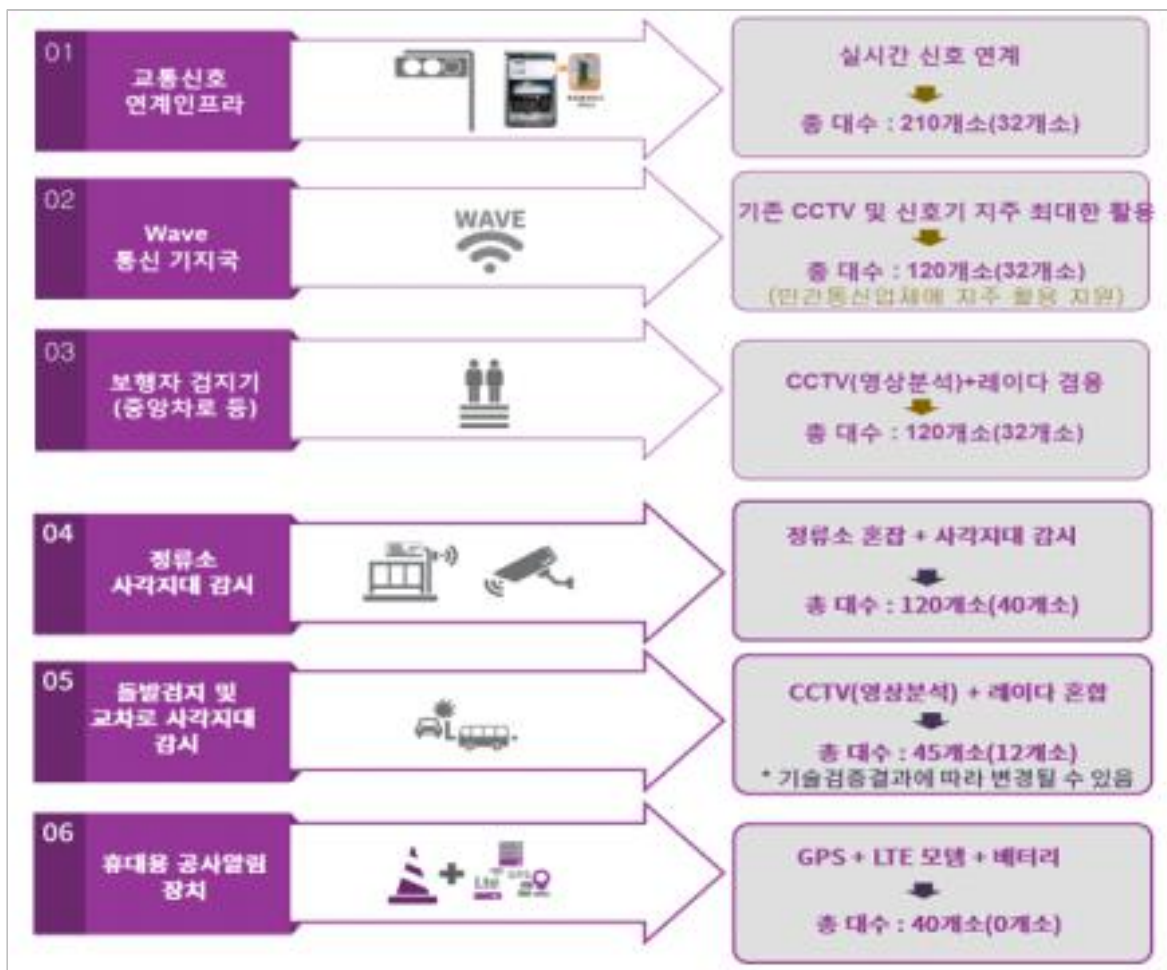 01
교통신호
연계인프라
실시간 신호 연계
총 대수 : 210개소(32개소)
02
Wave
통신 기지국
WAVE
기존 CCTV 및 신호기 지주 최대한 활용
총 대수 : 120개소(32개소)
(민간통신업체에 지주 활용 지원)
03
보행자 검지기
(중앙차로 등)
CCTV(영상분석)+레이다 겸용
총 대수 : 120개소(32개소)
04
정류소
사각지대 감시
정류소 혼잡 + 사각지대 감시
총 대수 : 120개소(40개소)
05
돌발검지 및
교차로 사각지대
감시
CCTV(영상분석) + 레이다 혼합
총 대수 : 45개소(12개소)
* 기술검증결과에 따라 변경될 수 있음
06
휴대용 공사알림
장치
Lte
GPS
GPS + LTE 모뎀 + 배터리
총 대수 : 40개소(0개소)